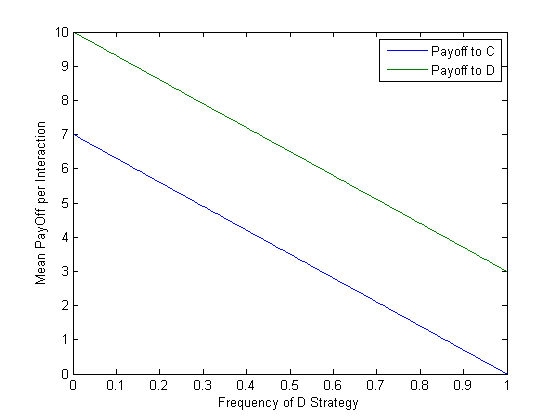 10
9
8
7
6
5
4
3
2
1
0
Mean PayOff per Interaction
Payoff to C
Payoff to D
0 0.1 0.2 0.3 0.4 0.5 0.6 0.7 0.8 0.9 1
Frequency of D Strategy